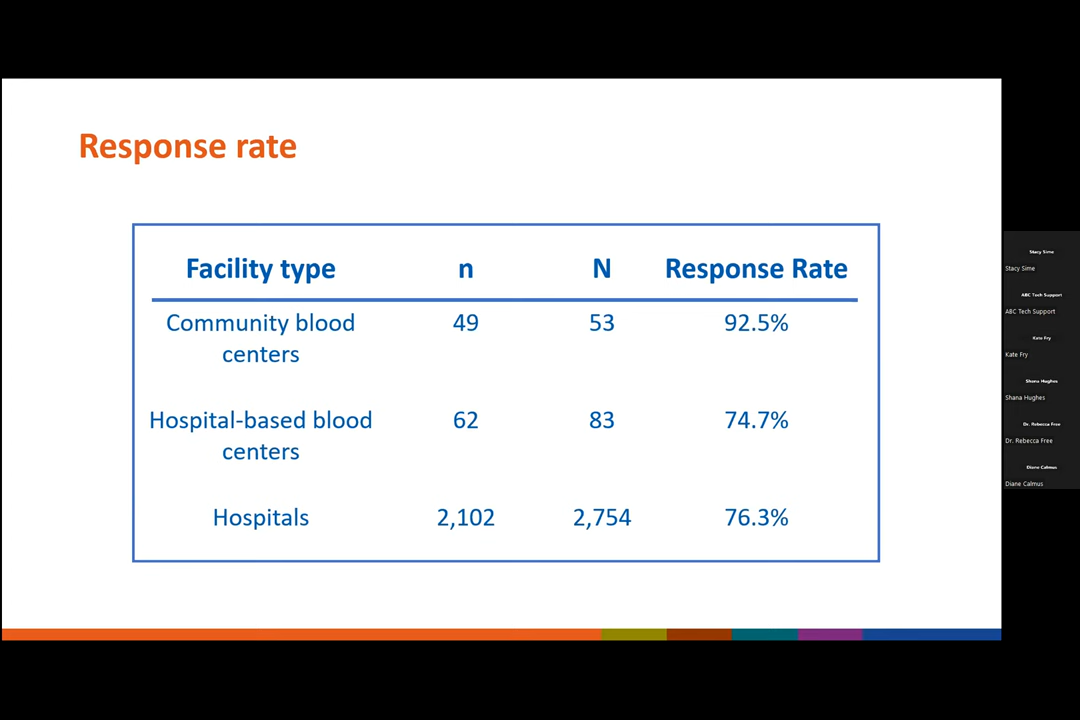 Response rate
Facility type n N Response Rate
Community blood 49 53 92.5%
centers
Hospital-based blood 62 83 74.7%
centers
Hospitals 2,102 2,754 76.3%
Stacy Sime
Stacy Sime
ABC Tech Support
ABC Tech Support
Kate Fry
Kate Fry
Shana Hughes
Shana Hughes
Dr. Rebecca Free
Dr. Rebecca Free
Diane Calmus
Diane Calmus